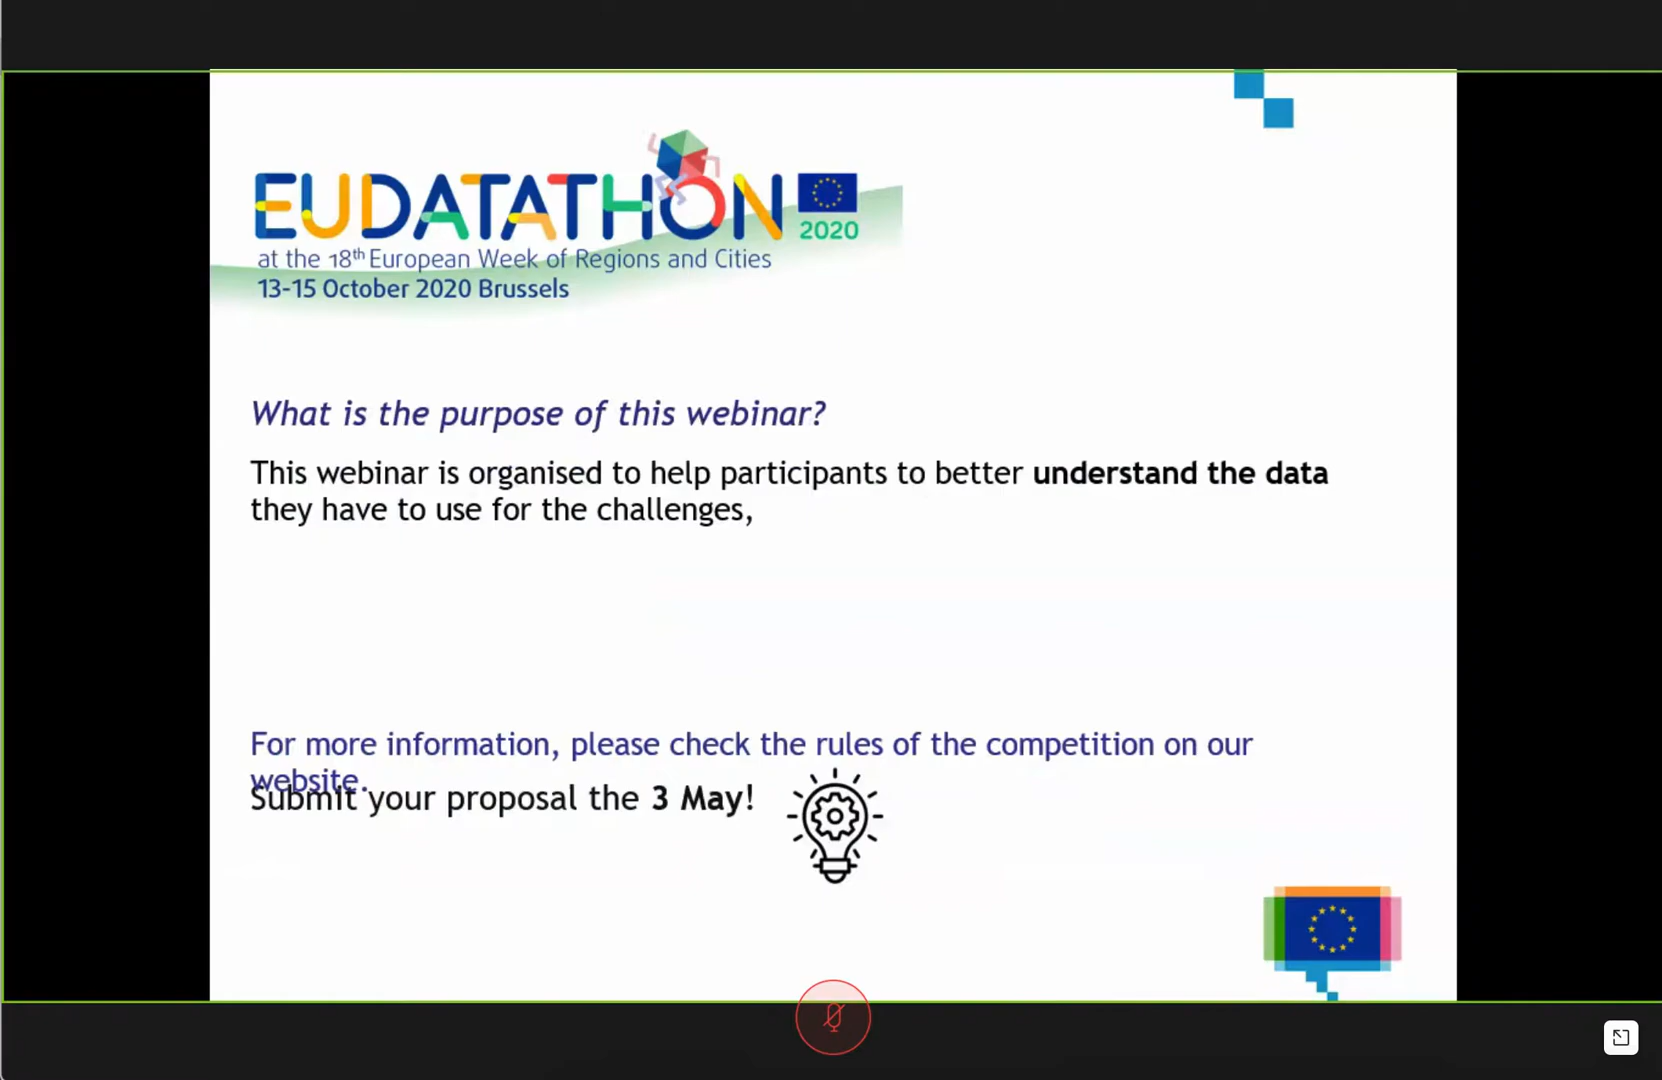 EUDATATHON
2020
at the 18th European Week of Regions and Cities
13-15 October 2020 Brussels
What is the purpose of this webinar?
This webinar is organised to help participants to better understand the data
they have to use for the challenges,
For more information, please check the rules of the competition on our
website.
Submit your proposal the 3 May!